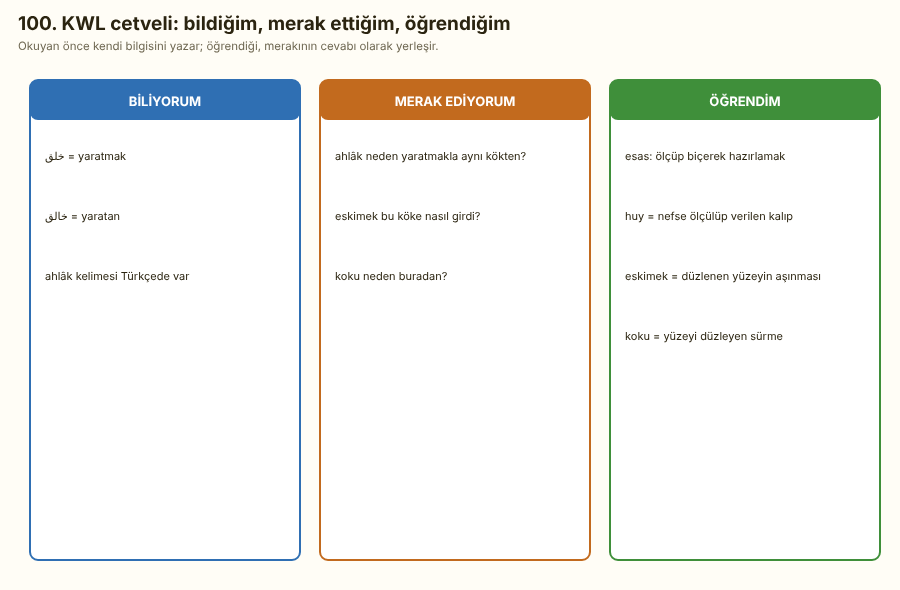 100. KWL cetveli: bildiğim, merak ettiğim, öğrendiğim
Okuyan önce kendi bilgisini yazar; öğrendiği, merakının cevabı olarak yerleşir.
BİLİYORUM
خلق = yaratmak
خالق = yaratan
ahlâk kelimesi Türkçede var
MERAK EDİYORUM
ahlâk neden yaratmakla aynı kökten?
eskimek bu köke nasıl girdi?
koku neden buradan?
ÖĞRENDİM
esas: ölçüp biçerek hazırlamak
huy = nefse ölçülüp verilen kalıp
eskimek = düzlenen yüzeyin aşınması
koku = yüzeyi düzleyen sürme